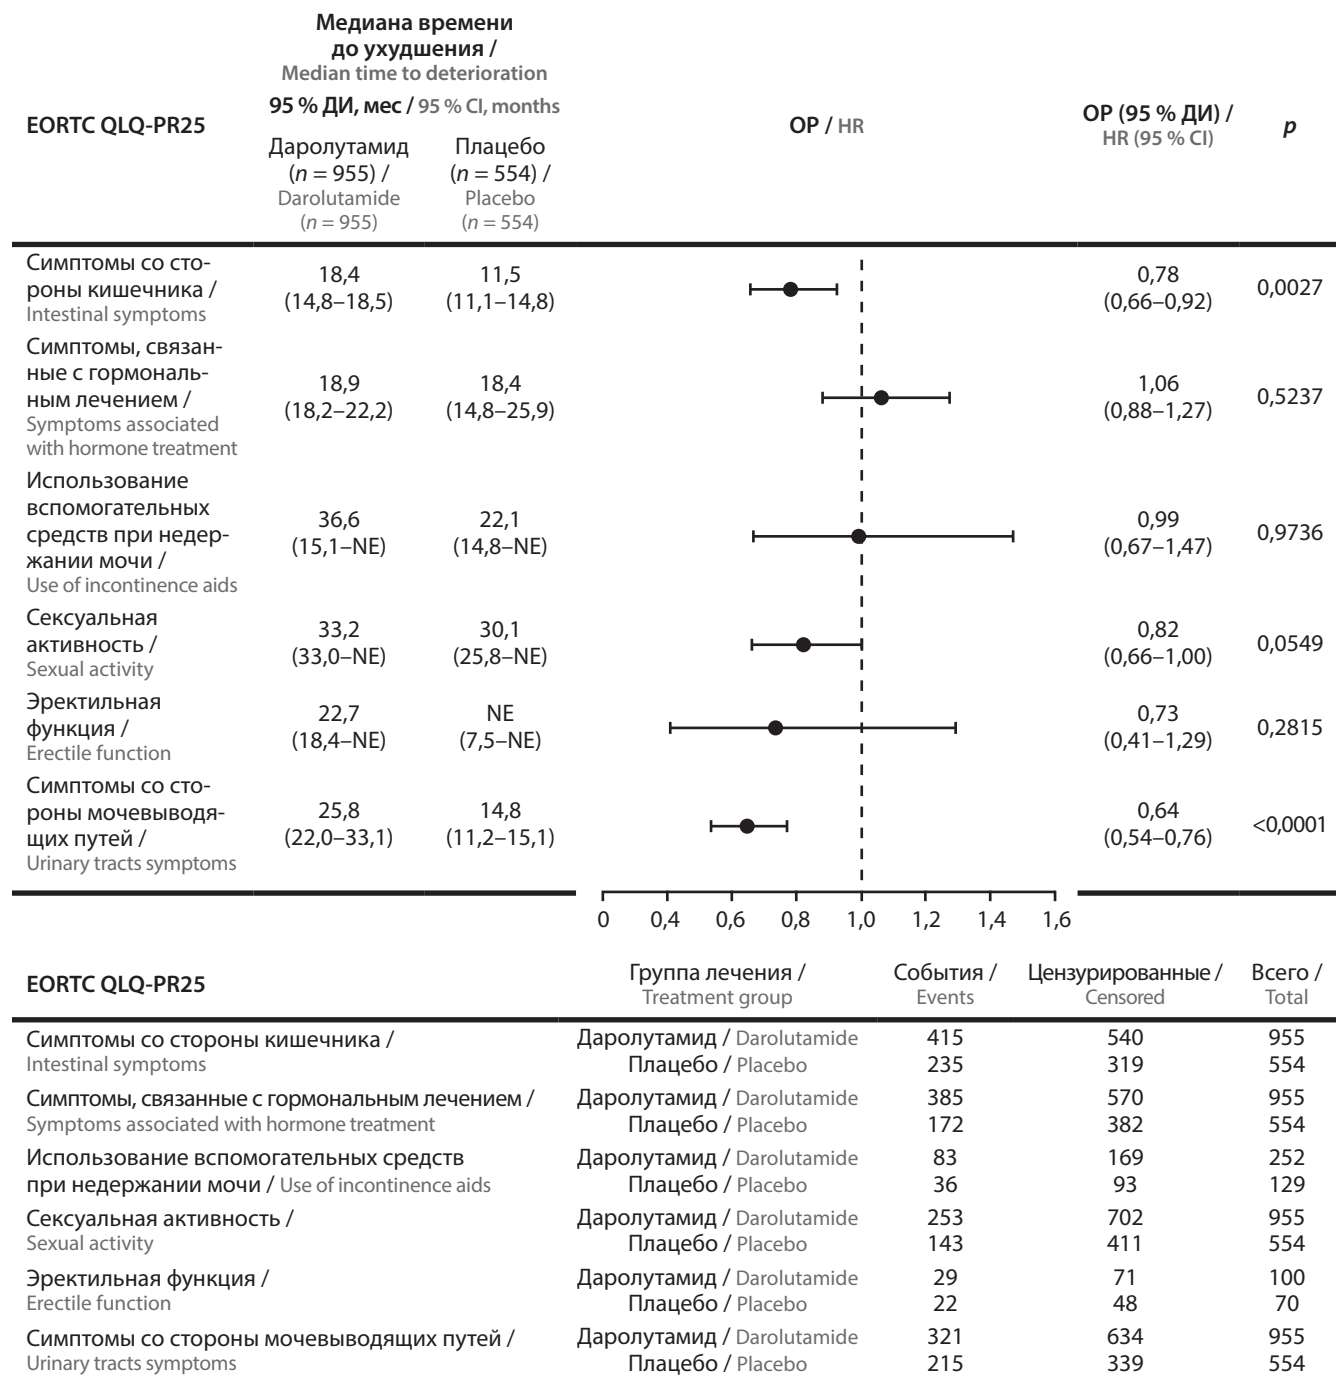 Медиана времени
до ухудшения /
Median time to deterioration
95 % ДИ, мес / 95 % CI, months
EORTC QLQ-PR25
ОР / HR
ОР (95 % ДИ) /
HR (95 % CI)
p
Даролутамид
(n = 955) /
Darolutamide
(n = 955)
Плацебо
(n = 554) /
Placebo
(n = 554)
Симптомы со сто-
роны кишечника /
Intestinal symptoms
18,4
(14,8–18,5)
11,5
(11,1–14,8)
0,78
(0,66–0,92)
0,0027
Симптомы, связан-
ные с гормональ-
ным лечением /
Symptoms associated
with hormone treatment
18,9
(18,2–22,2)
18,4
(14,8–25,9)
1,06
(0,88–1,27)
0,5237
Использование
вспомогательных
средств при недер-
жании мочи /
Use of incontinence aids
36,6
(15,1–NE)
22,1
(14,8–NE)
0,99
(0,67–1,47)
0,9736
Сексуальная
активность /
Sexual activity
33,2
(33,0–NE)
30,1
(25,8–NE)
0,82
(0,66–1,00)
0,0549
Эректильная
функция /
Erectile function
22,7
(18,4–NE)
NE
(7,5–NE)
0,73
(0,41–1,29)
0,2815
Симптомы со сто-
роны мочевыводя-
щих путей /
Urinary tracts symptoms
25,8
(22,0–33,1)
14,8
(11,2–15,1)
0,64
(0,54–0,76)
<0,0001
0 0,4 0,6 0,8 1,0 1,2 1,4 1,6
EORTC QLQ-PR25
Группа лечения /
Treatment group
События /
Events
Цензурированные /
Censored
Всего /
Total
Симптомы со стороны кишечника /
Intestinal symptoms
Даролутамид / Darolutamide 415 540 955
Плацебо / Placebo 235 319 554
Симптомы, связанные с гормональным лечением /
Symptoms associated with hormone treatment
Даролутамид / Darolutamide 385 570 955
Плацебо / Placebo 172 382 554
Использование вспомогательных средств
при недержании мочи / Use of incontinence aids
Даролутамид / Darolutamide 83 169 252
Плацебо / Placebo 36 93 129
Сексуальная активность /
Sexual activity
Даролутамид / Darolutamide 253 702 955
Плацебо / Placebo 143 411 554
Эректильная функция /
Erectile function
Даролутамид / Darolutamide 29 71 100
Плацебо / Placebo 22 48 70
Симптомы со стороны мочевыводящих путей /
Urinary tracts symptoms
Даролутамид / Darolutamide 321 634 955
Плацебо / Placebo 215 339 554